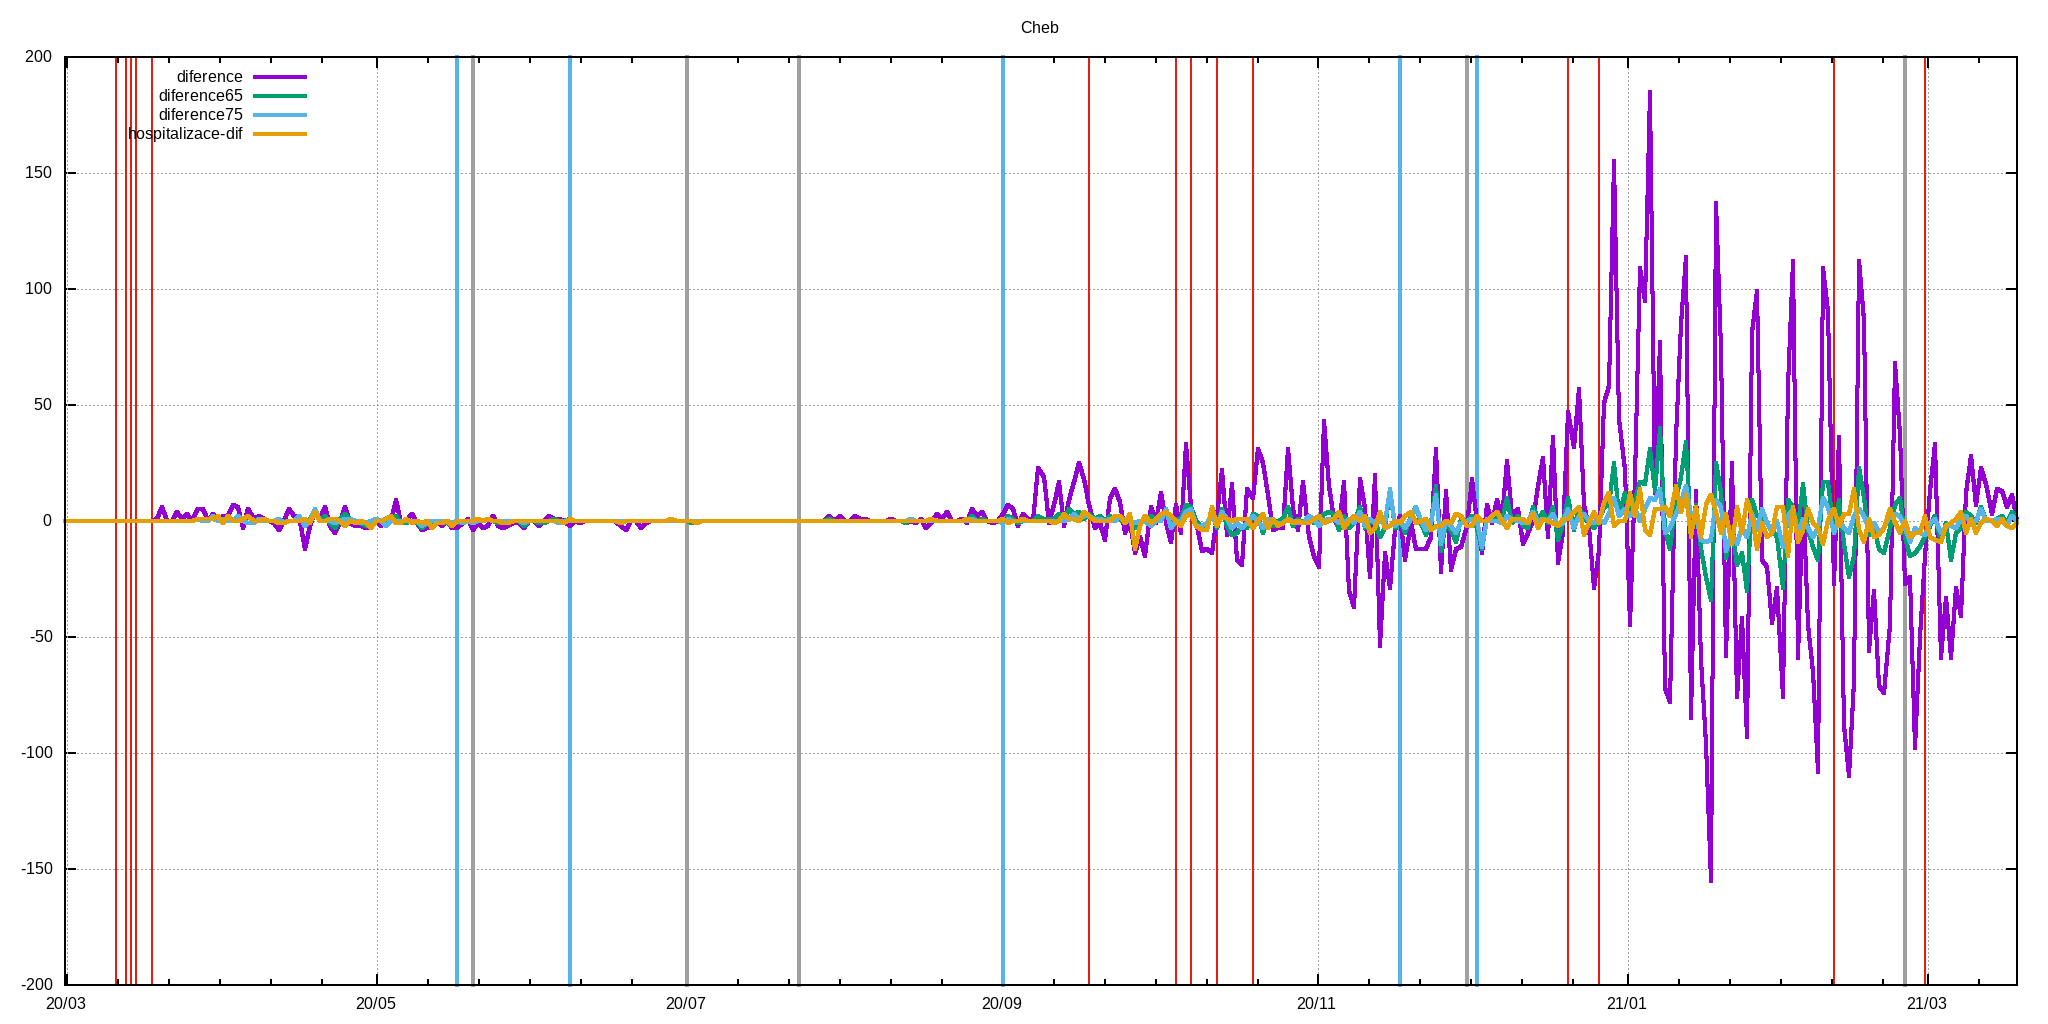 Cheb
200
diference
diference65
diference75
hospitalizace-dif
150
100
50
0
-50
-100
-150
-200
20/03 20/05 20/07 20/09 20/11 21/01 21/03